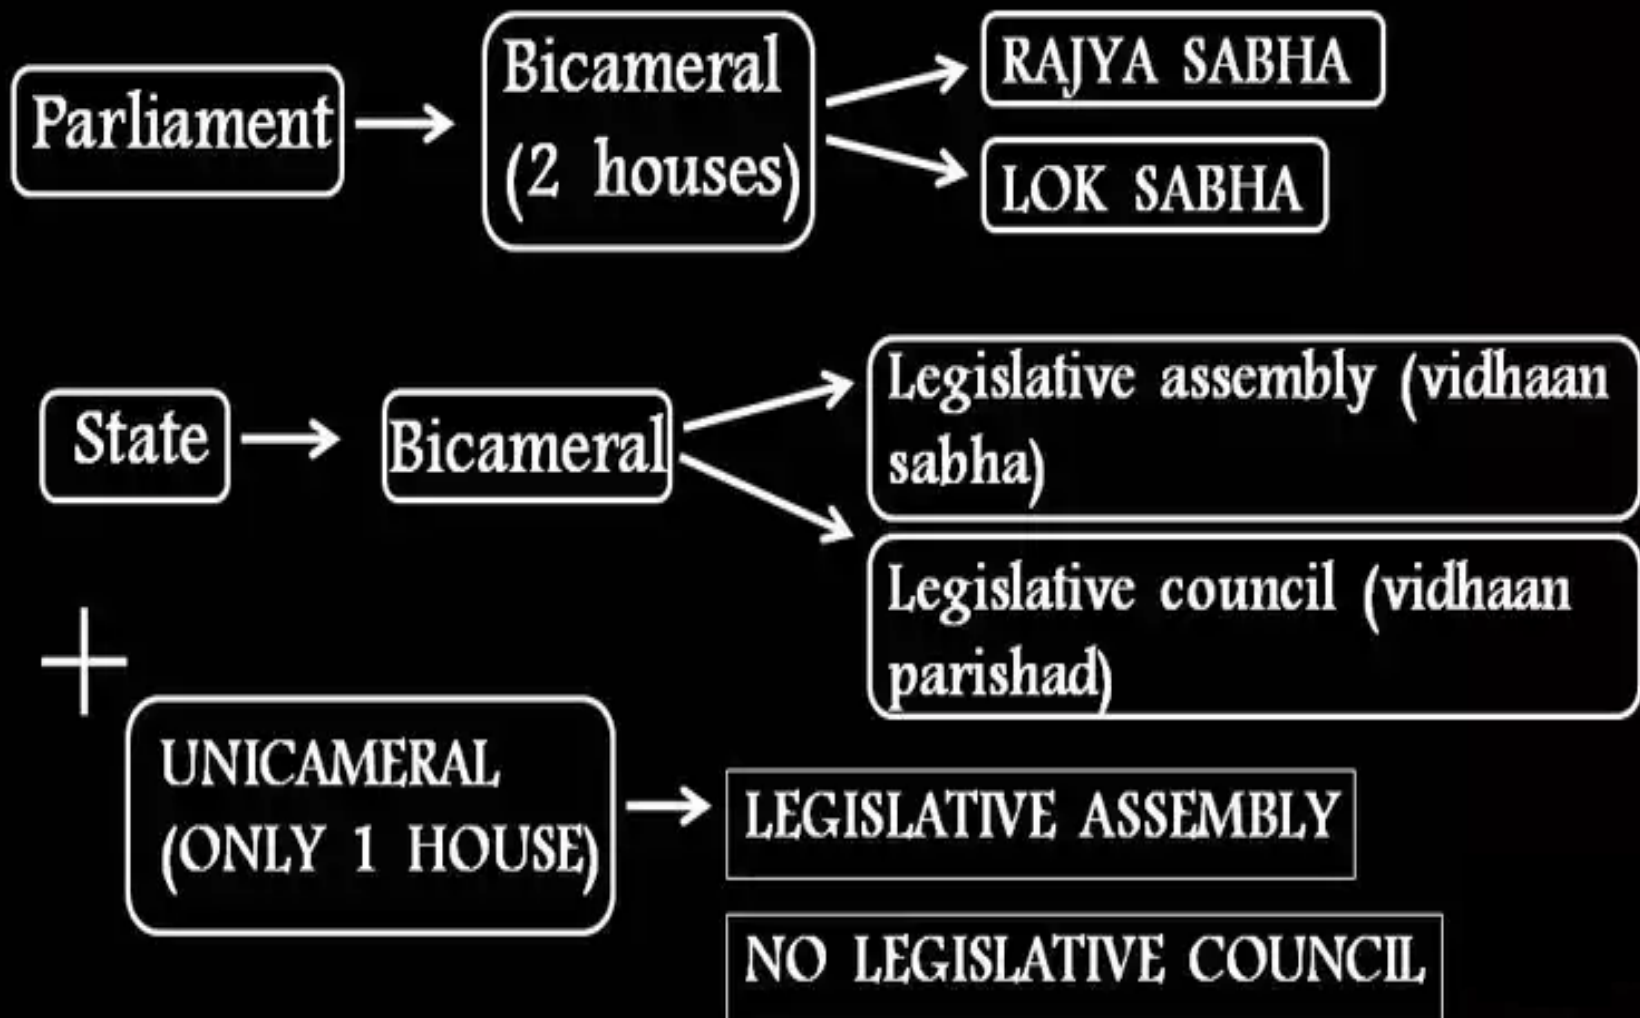 Parliament
Bicameral
(2 houses)
RAJYA SABHA
LOK SABHA
State
Bicameral
Legislative assembly (vidhaan
sabha)
Legislative council (vidhaan
parishad)
UNICAMERAL
(ONLY 1 HOUSE)
LEGISLATIVE ASSEMBLY
NO LEGISLATIVE COUNCIL